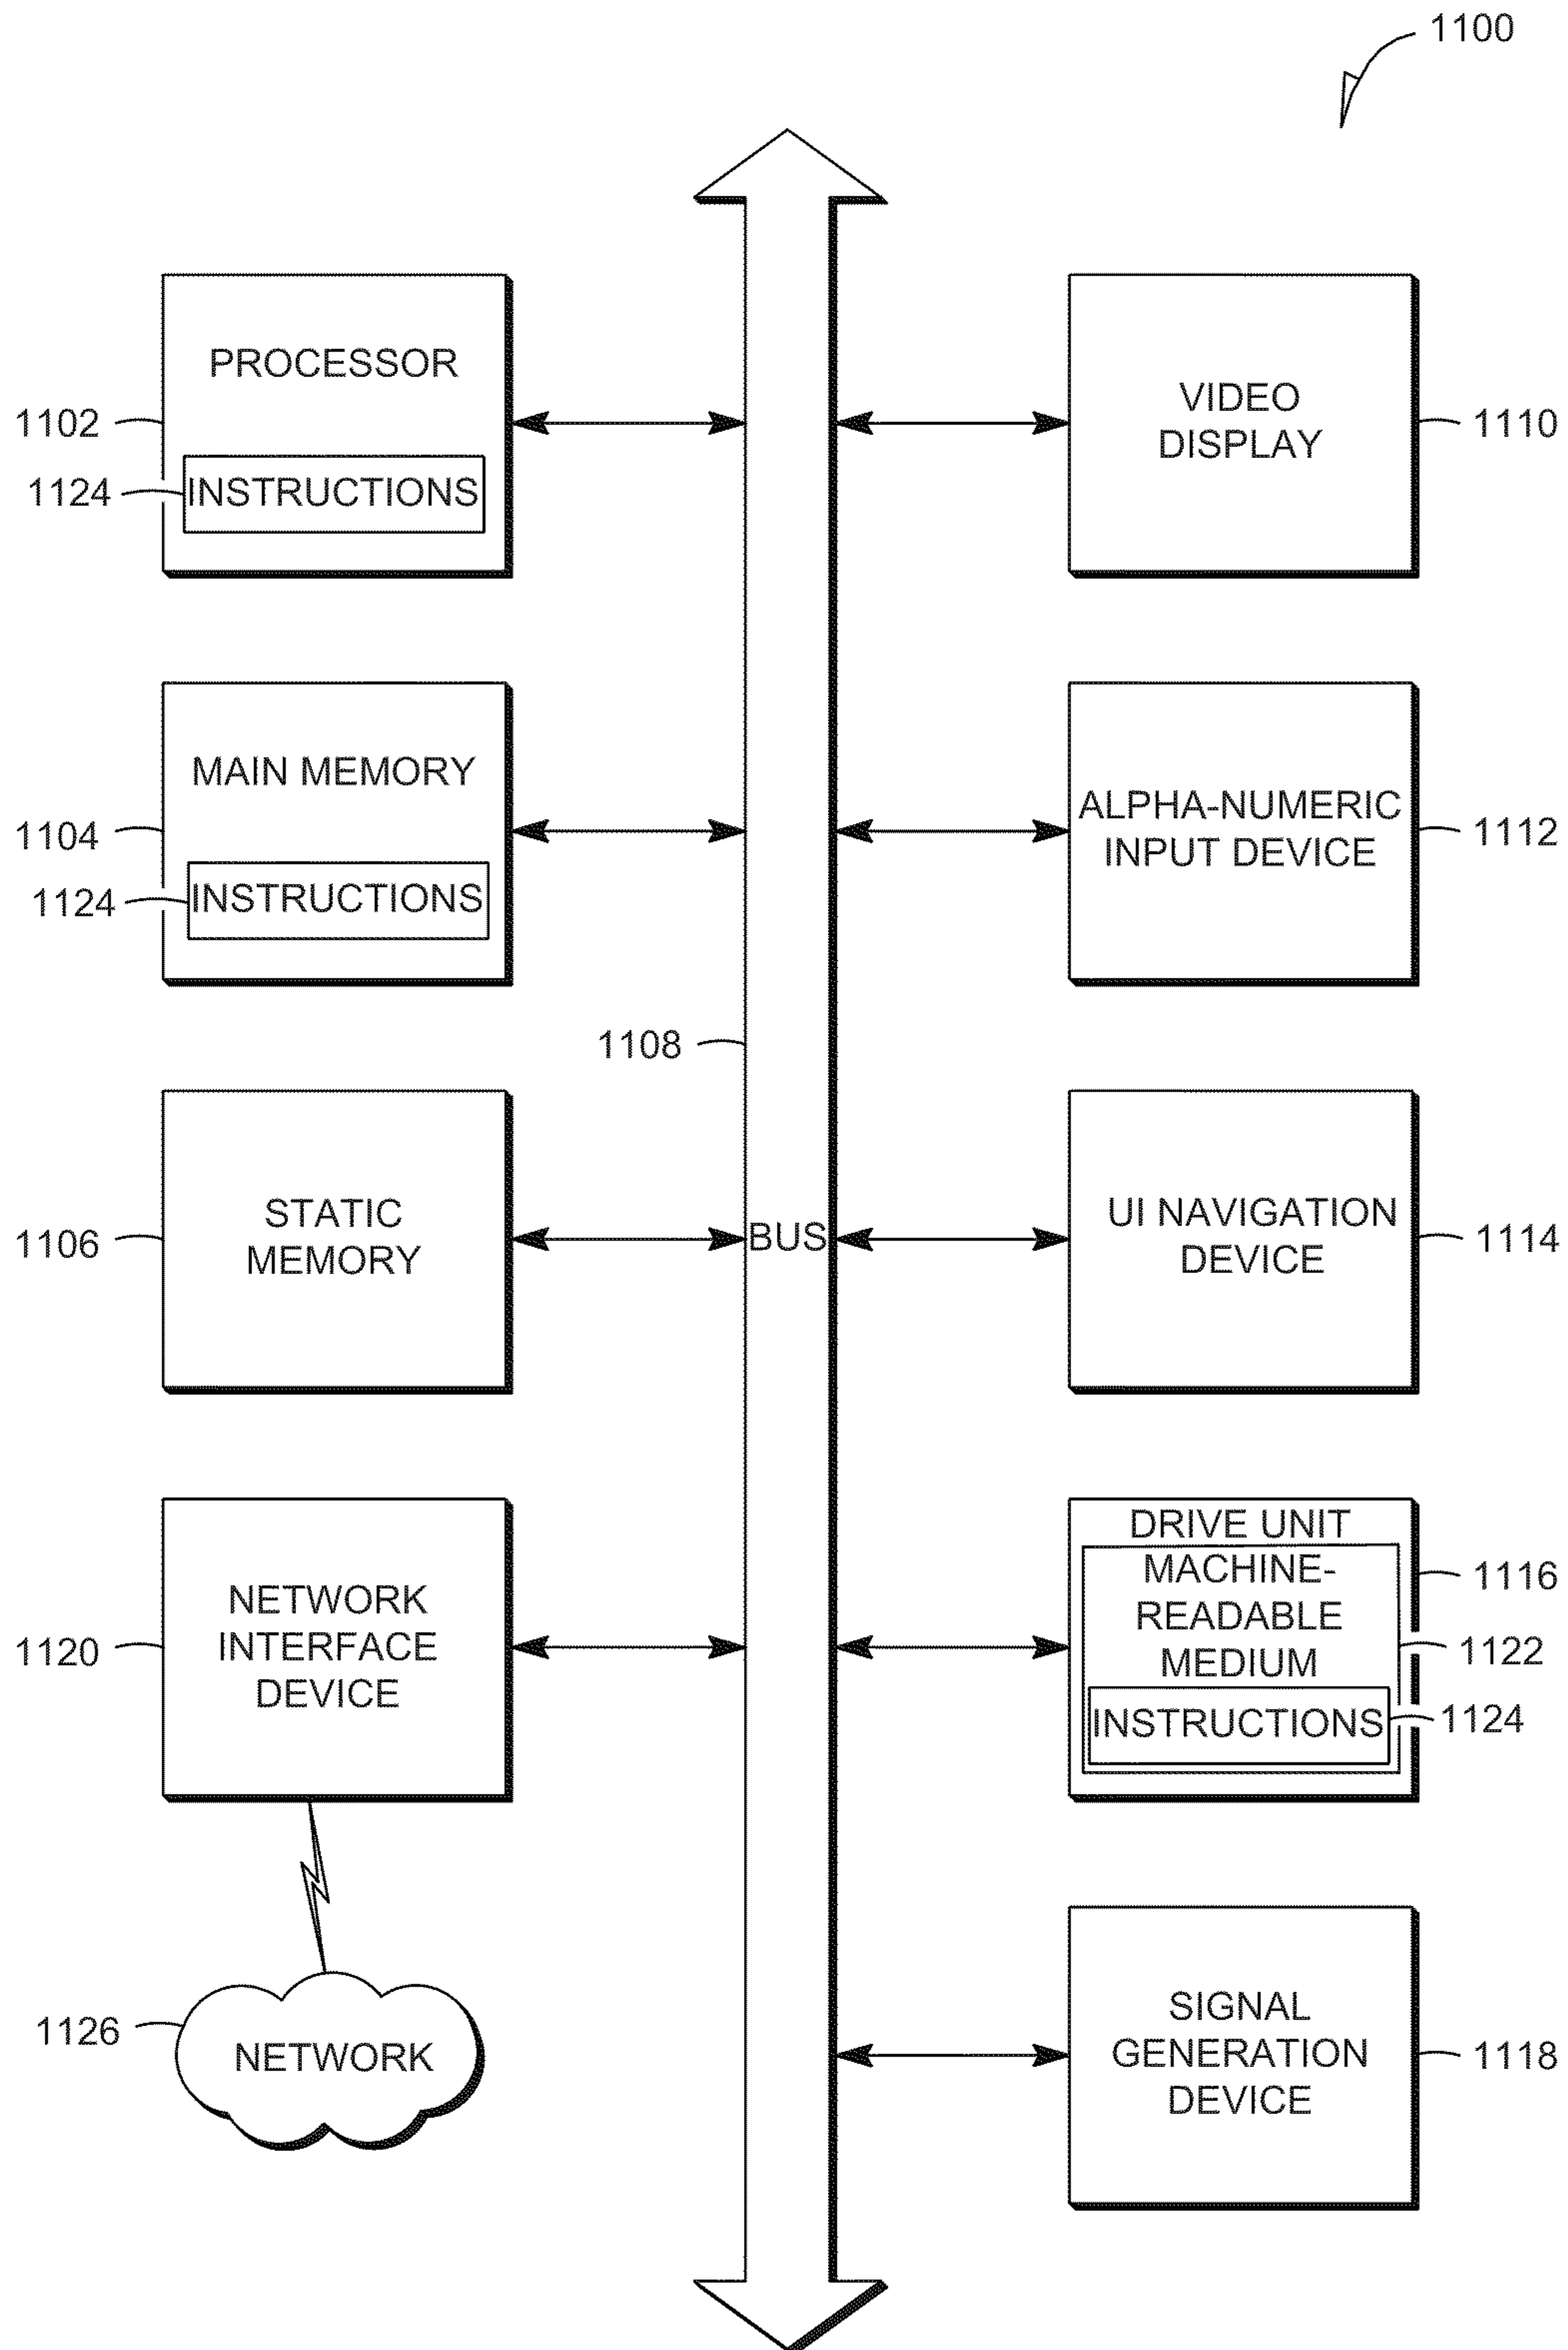 1100
PROCESSOR
1102
1124
INSTRUCTIONS
VIDEO
DISPLAY
1110
MAIN MEMORY
1104
1124
INSTRUCTIONS
ALPHA-NUMERIC
INPUT DEVICE
1112
1108
STATIC
MEMORY
1106
BUS
UI NAVIGATION
DEVICE
1114
NETWORK
INTERFACE
DEVICE
1120
DRIVE UNIT
1116
MACHINE-
READABLE
MEDIUM
1122
INSTRUCTIONS
1124
1126
NETWORK
SIGNAL
GENERATION
DEVICE
1118